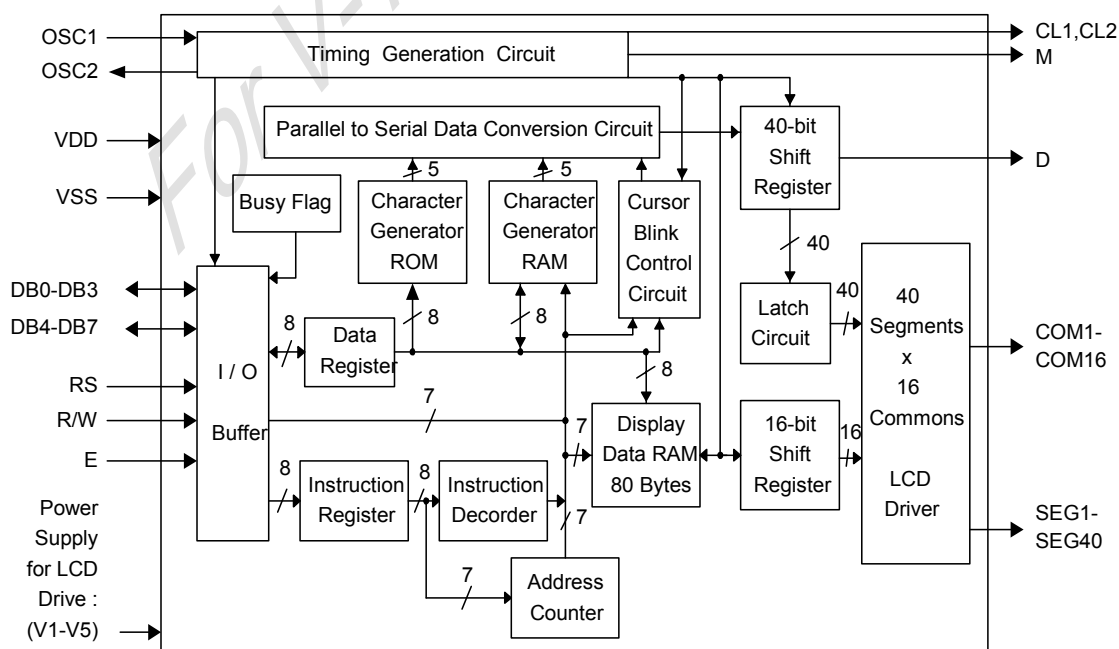 For V-
OSC1
OSC2
VDD
VSS
DB0-DB3
DB4-DB7
RS
R/W
E
Power
Supply
for LCD
Drive :
(V1-V5)
Timing Generation Circuit
CL1,CL2
M
Parallel to Serial Data Conversion Circuit
40-bit
Shift
Register
D
5
5
Busy Flag
Character
Generator
ROM
Character
Generator
RAM
Cursor
Blink
Control
Circuit
40
8
8
8
Data
Register
I / O
Buffer
Latch
Circuit
40
40
Segments
x
16
Commons
LCD
Driver
COM1-
COM16
8
7
7
Display
Data RAM
80 Bytes
16-bit
Shift
Register
16
8
Instruction
Register
8
Instruction
Decorder
7
SEG1-
SEG40
7
Address
Counter